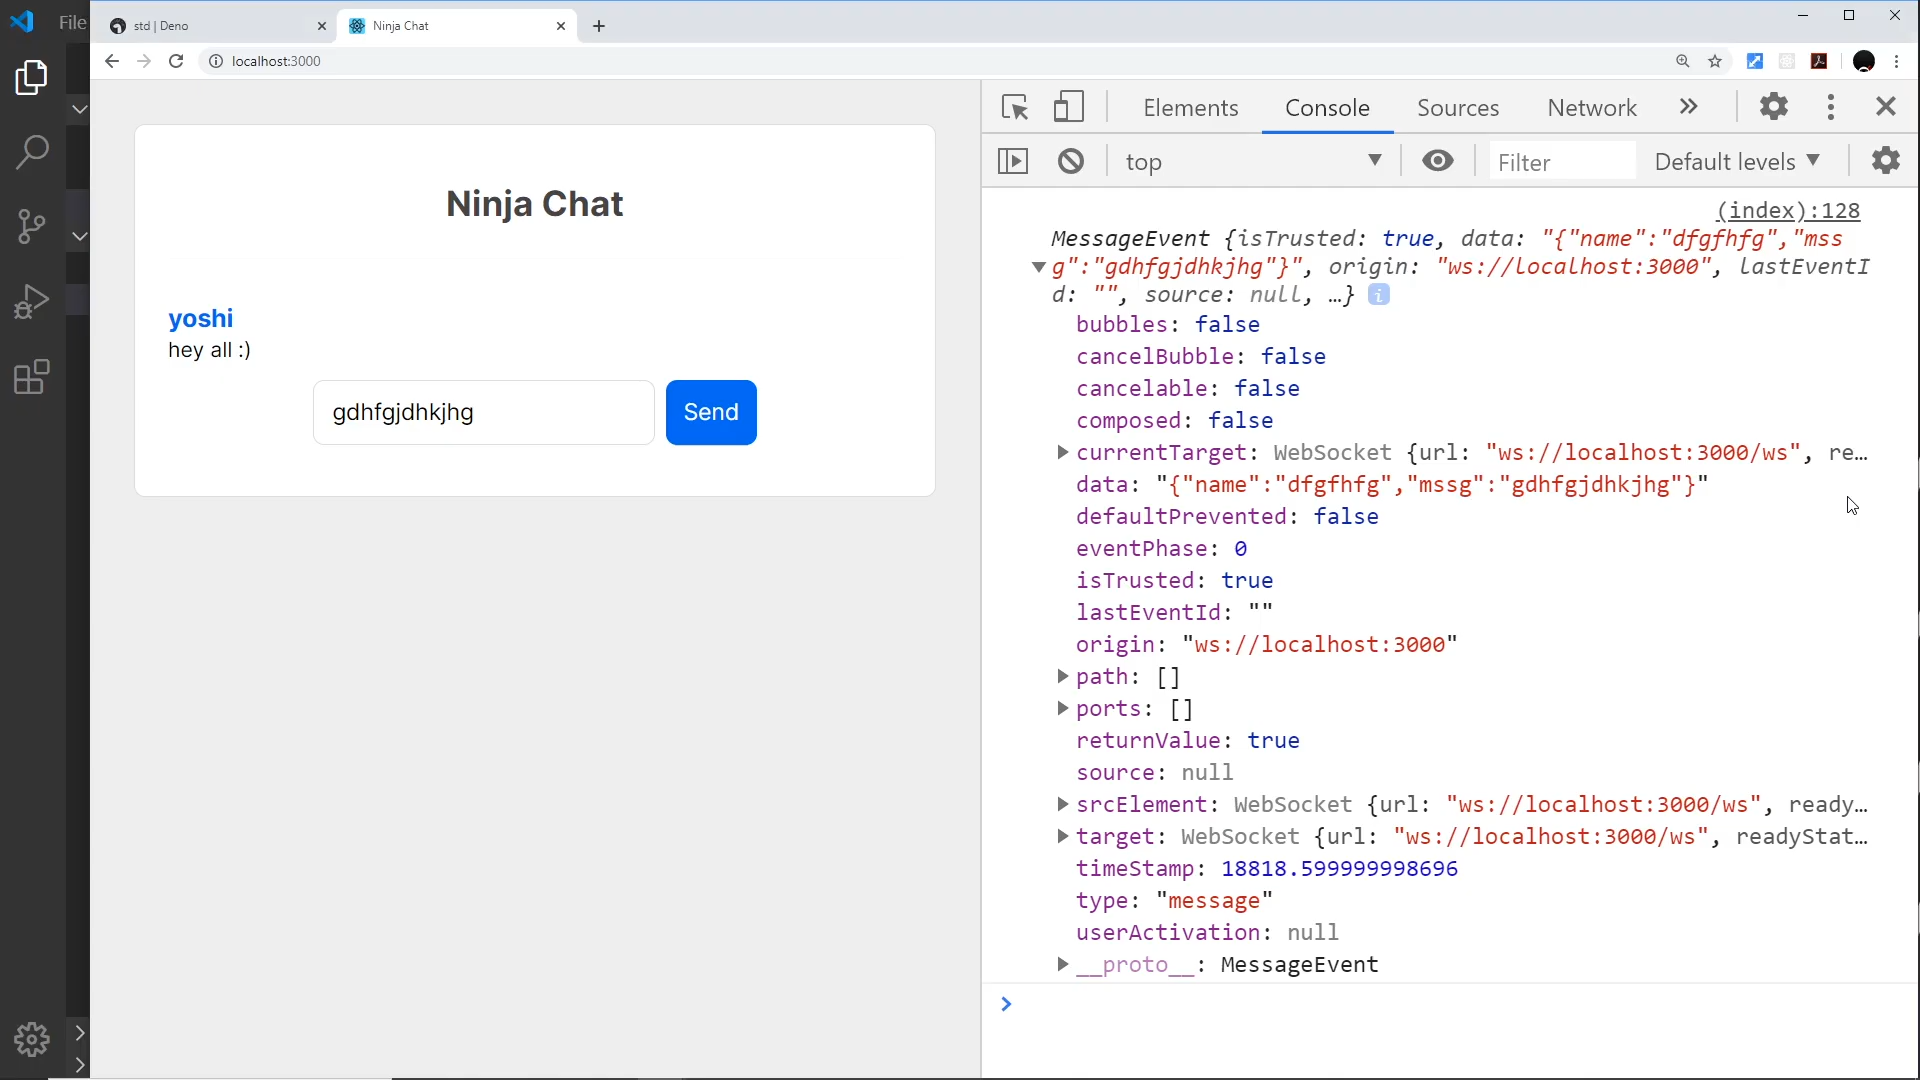 File
std | Deno
Ninja Chat
localhost:3000
Ninja Chat
yoshi
hey all :)
gdhfgjdhkjhg
Send
Elements
Console
Sources
Network
top
Filter
Default levels
(index):128
MessageEvent {isTrusted: true, data: "{"name":"dfgfhfg","mss
g":"gdhfgjdhkjhg"}", origin: "ws://localhost:3000", lastEventI
d: "", source: null, …}
bubbles: false
cancelBubble: false
cancelable: false
composed: false
currentTarget: WebSocket {url: "ws://localhost:3000/ws", re…
data: "{"name":"dfgfhfg","mssg":"gdhfgjdhkjhg"}"
defaultPrevented: false
eventPhase: 0
isTrusted: true
lastEventId: ""
origin: "ws://localhost:3000"
path: []
ports: []
returnValue: true
source: null
srcElement: WebSocket {url: "ws://localhost:3000/ws", ready…
target: WebSocket {url: "ws://localhost:3000/ws", readyStat…
timeStamp: 18818.599999998696
type: "message"
userActivation: null
__proto__: MessageEvent